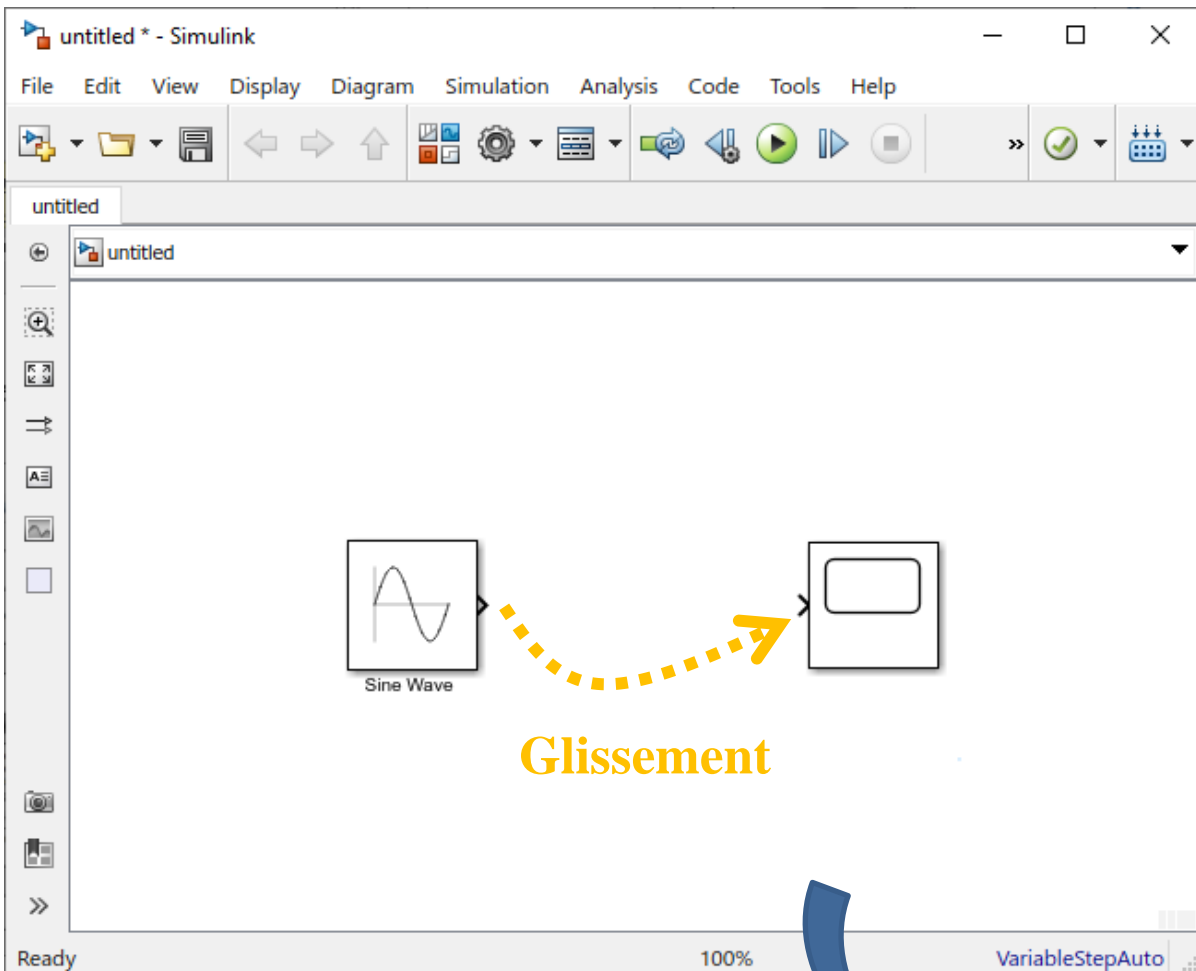 untitled * - Simulink
File Edit View Display Diagram Simulation Analysis Code Tools Help
untitled
untitled
Sine Wave
Glissement
Ready 100% VariableStepAuto